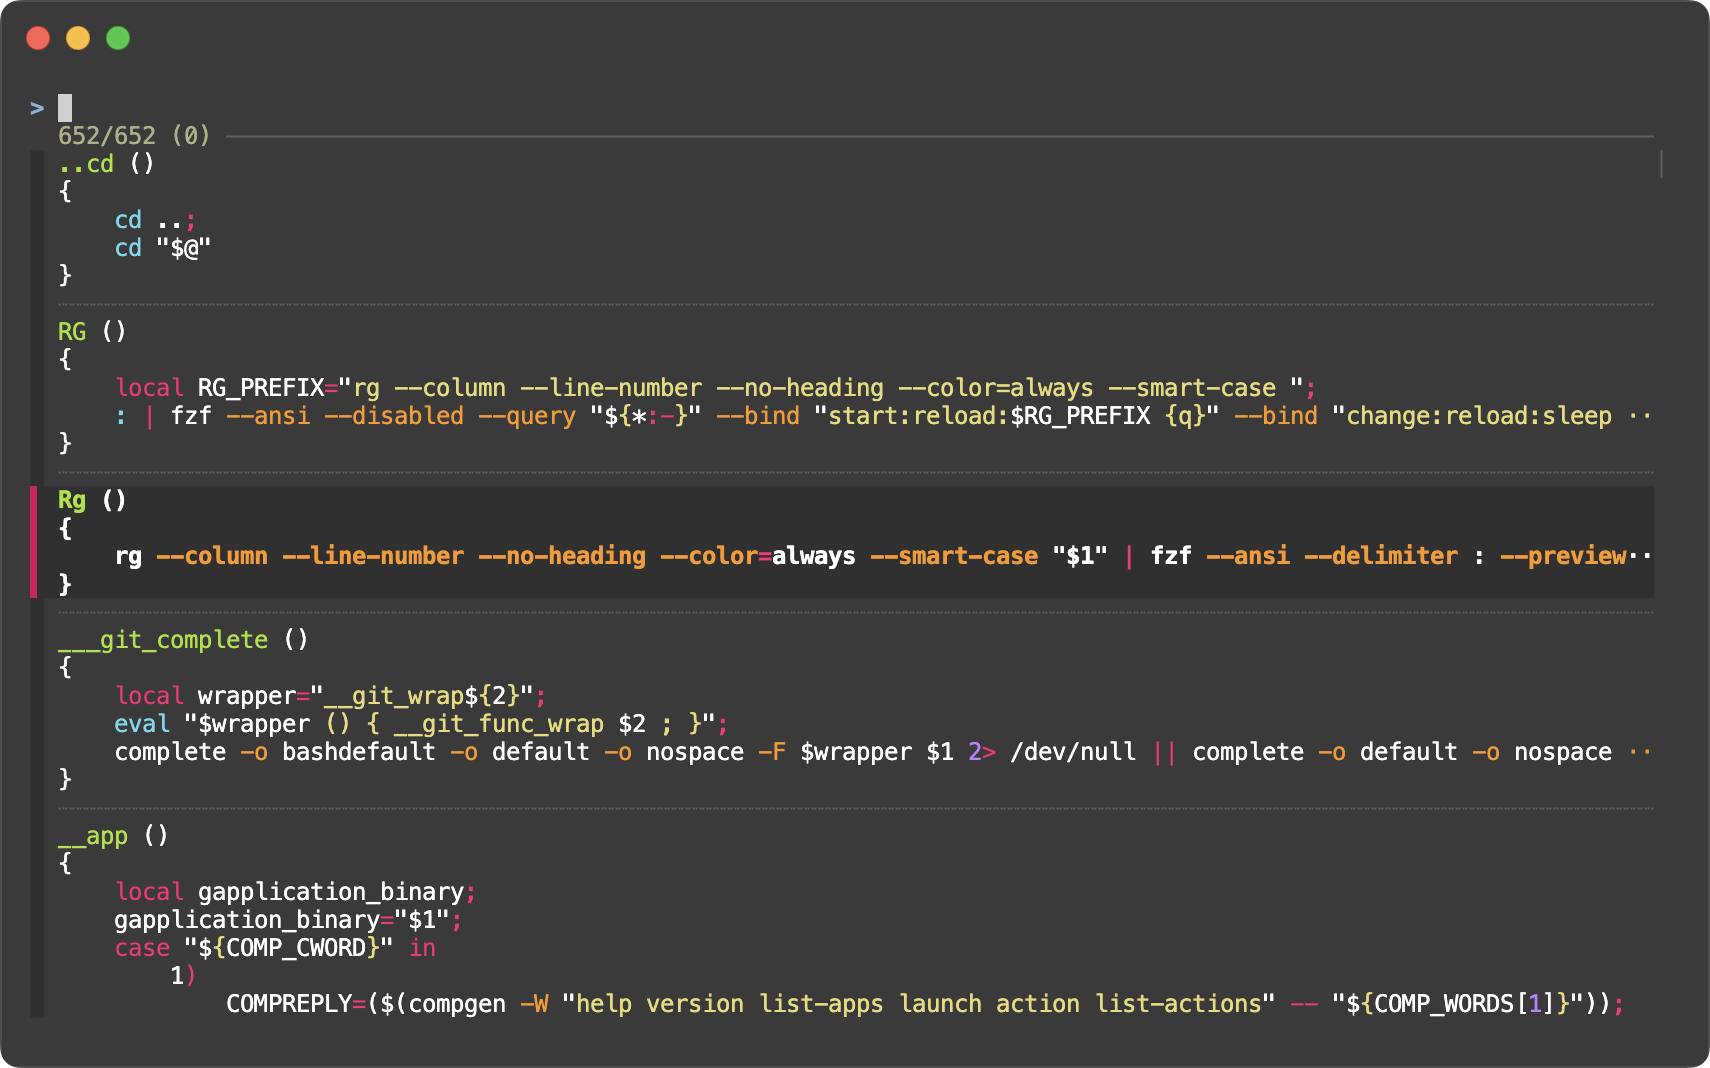 >
652/652 (0)
..cd ()
{
    cd ..;
    cd "$@"
}
RG ()
{
    local RG_PREFIX="rg --column --line-number --no-heading --color=always --smart-case ";
    : | fzf --ansi --disabled --query "${*:-}" --bind "start:reload:$RG_PREFIX {q}" --bind "change:reload:sleep ··
}
Rg ()
{
    rg --column --line-number --no-heading --color=always --smart-case "$1" | fzf --ansi --delimiter : --preview··
}
___git_complete ()
{
    local wrapper="__git_wrap${2}";
    eval "$wrapper () { __git_func_wrap $2 ; }";
    complete -o bashdefault -o default -o nospace -F $wrapper $1 2> /dev/null || complete -o default -o nospace ··
}
__app ()
{
    local gapplication_binary;
    gapplication_binary="$1";
    case "${COMP_CWORD}" in
        1)
            COMPREPLY=($(compgen -W "help version list-apps launch action list-actions" -- "${COMP_WORDS[1]}"));